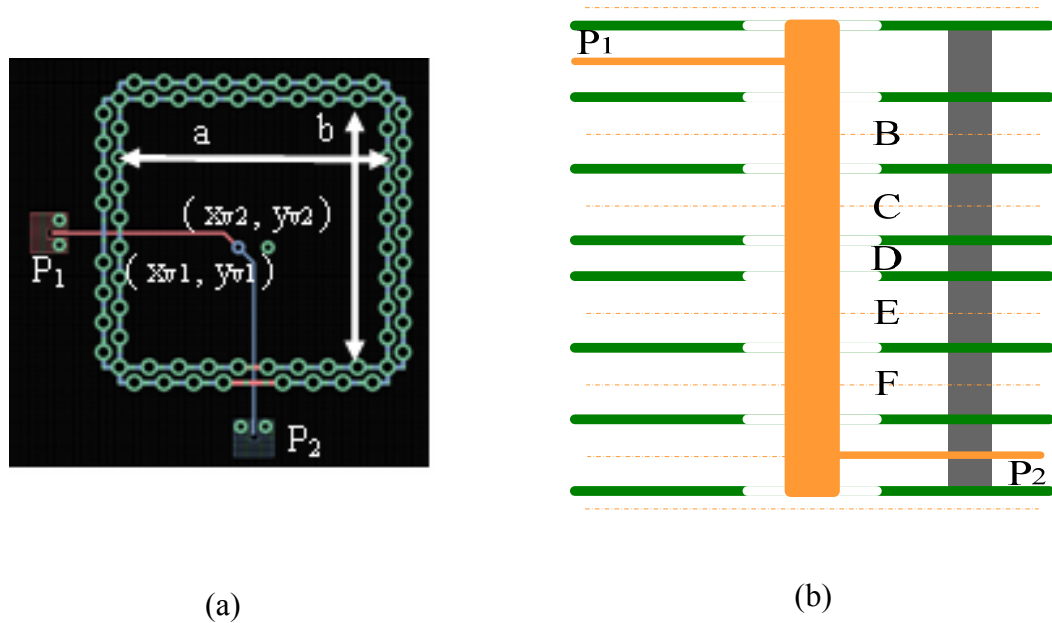 a
b
(xv2, yv2)
(xv1, yv1)
P1
P2
(a)
P1
B
C
D
E
F
P2
(b)